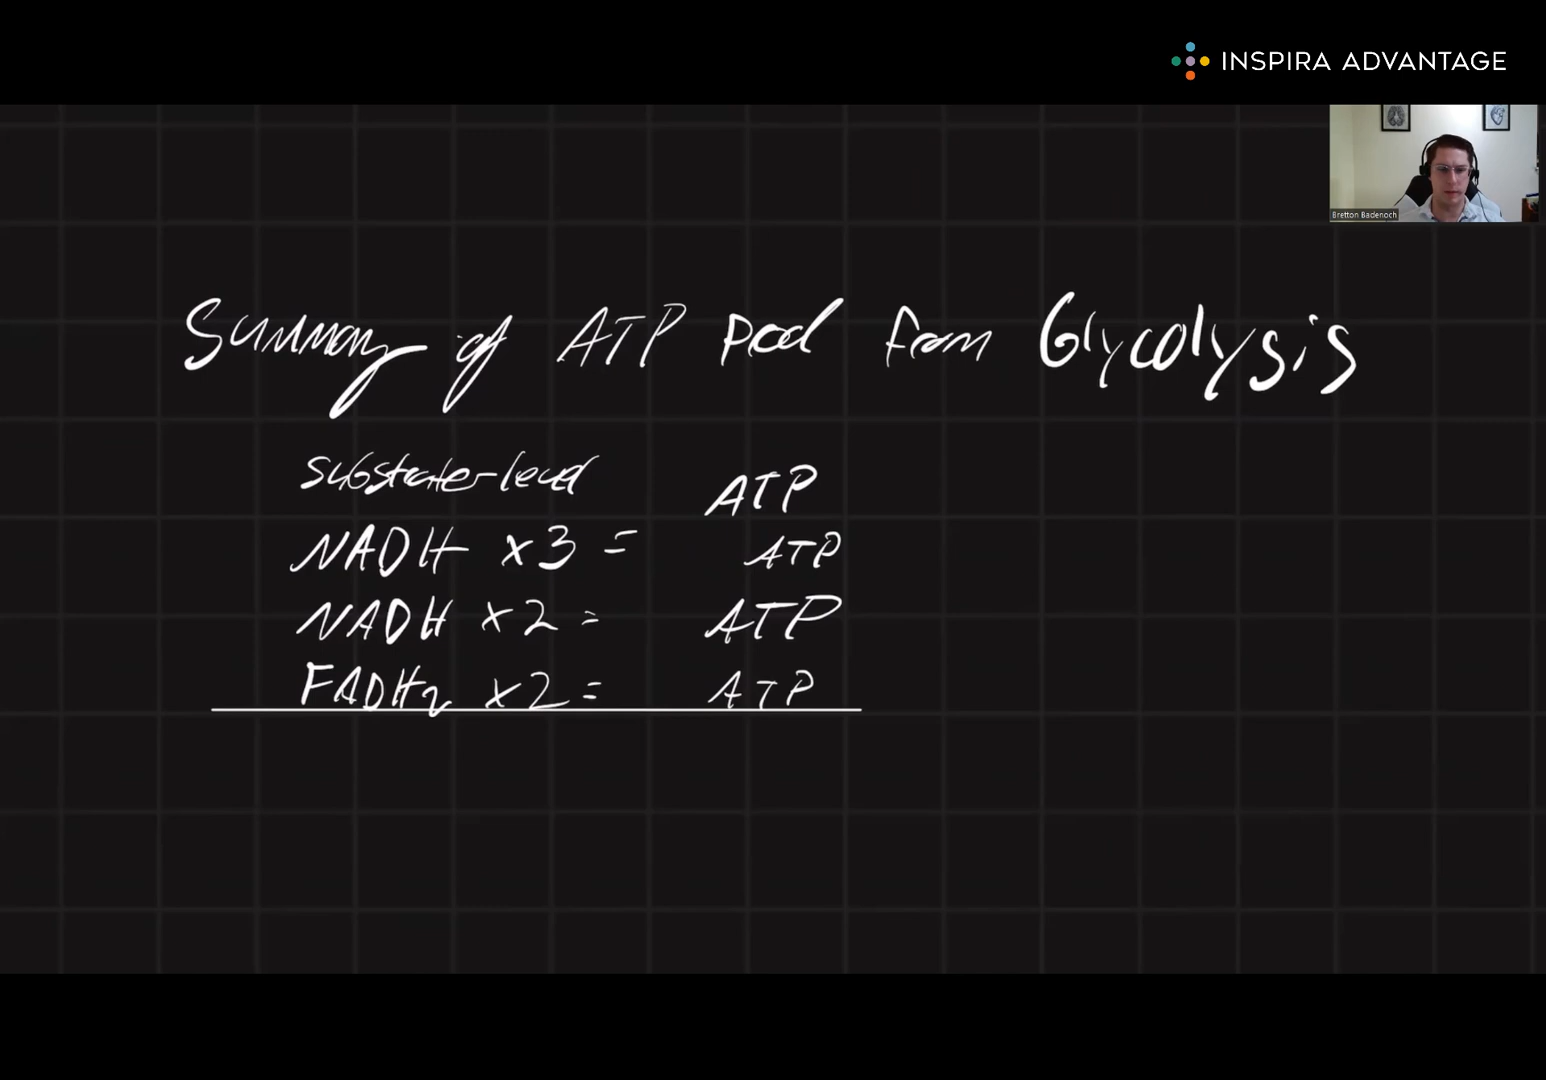 INSPIRA ADVANTAGE
Bretton Badenoch
Summary of ATP Prod from Glycolysis
substrate-level ATP
NADH x3 = ATP
NADH x2 = ATP
FADH2 x2 = ATP